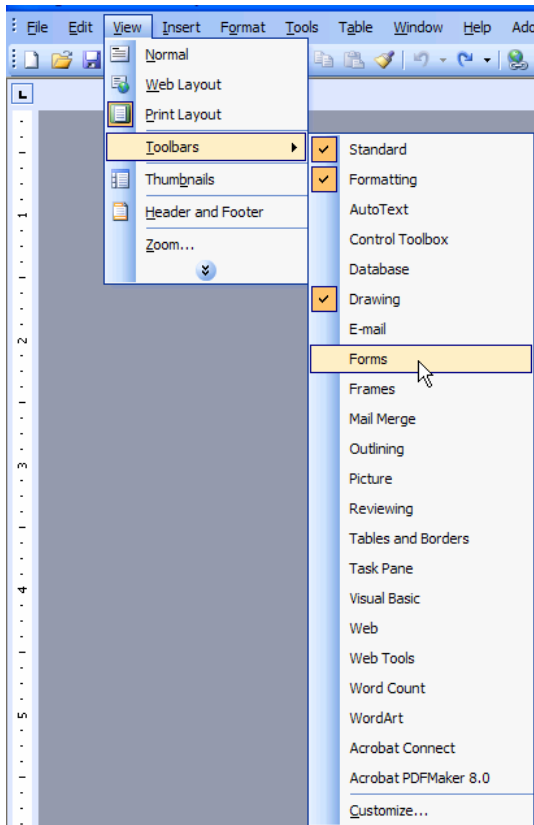 File Edit View Insert Format Tools Table Window Help
Normal
Web Layout
Print Layout
Toolbars
Thumbnails
Header and Footer
Zoom...
Standard
Formatting
AutoText
Control Toolbox
Database
Drawing
E-mail
Forms
Frames
Mail Merge
Outlining
Picture
Reviewing
Tables and Borders
Task Pane
Visual Basic
Web
Web Tools
Word Count
WordArt
Acrobat Connect
Acrobat PDFMaker 8.0
Customize...
1
2
3
4
5